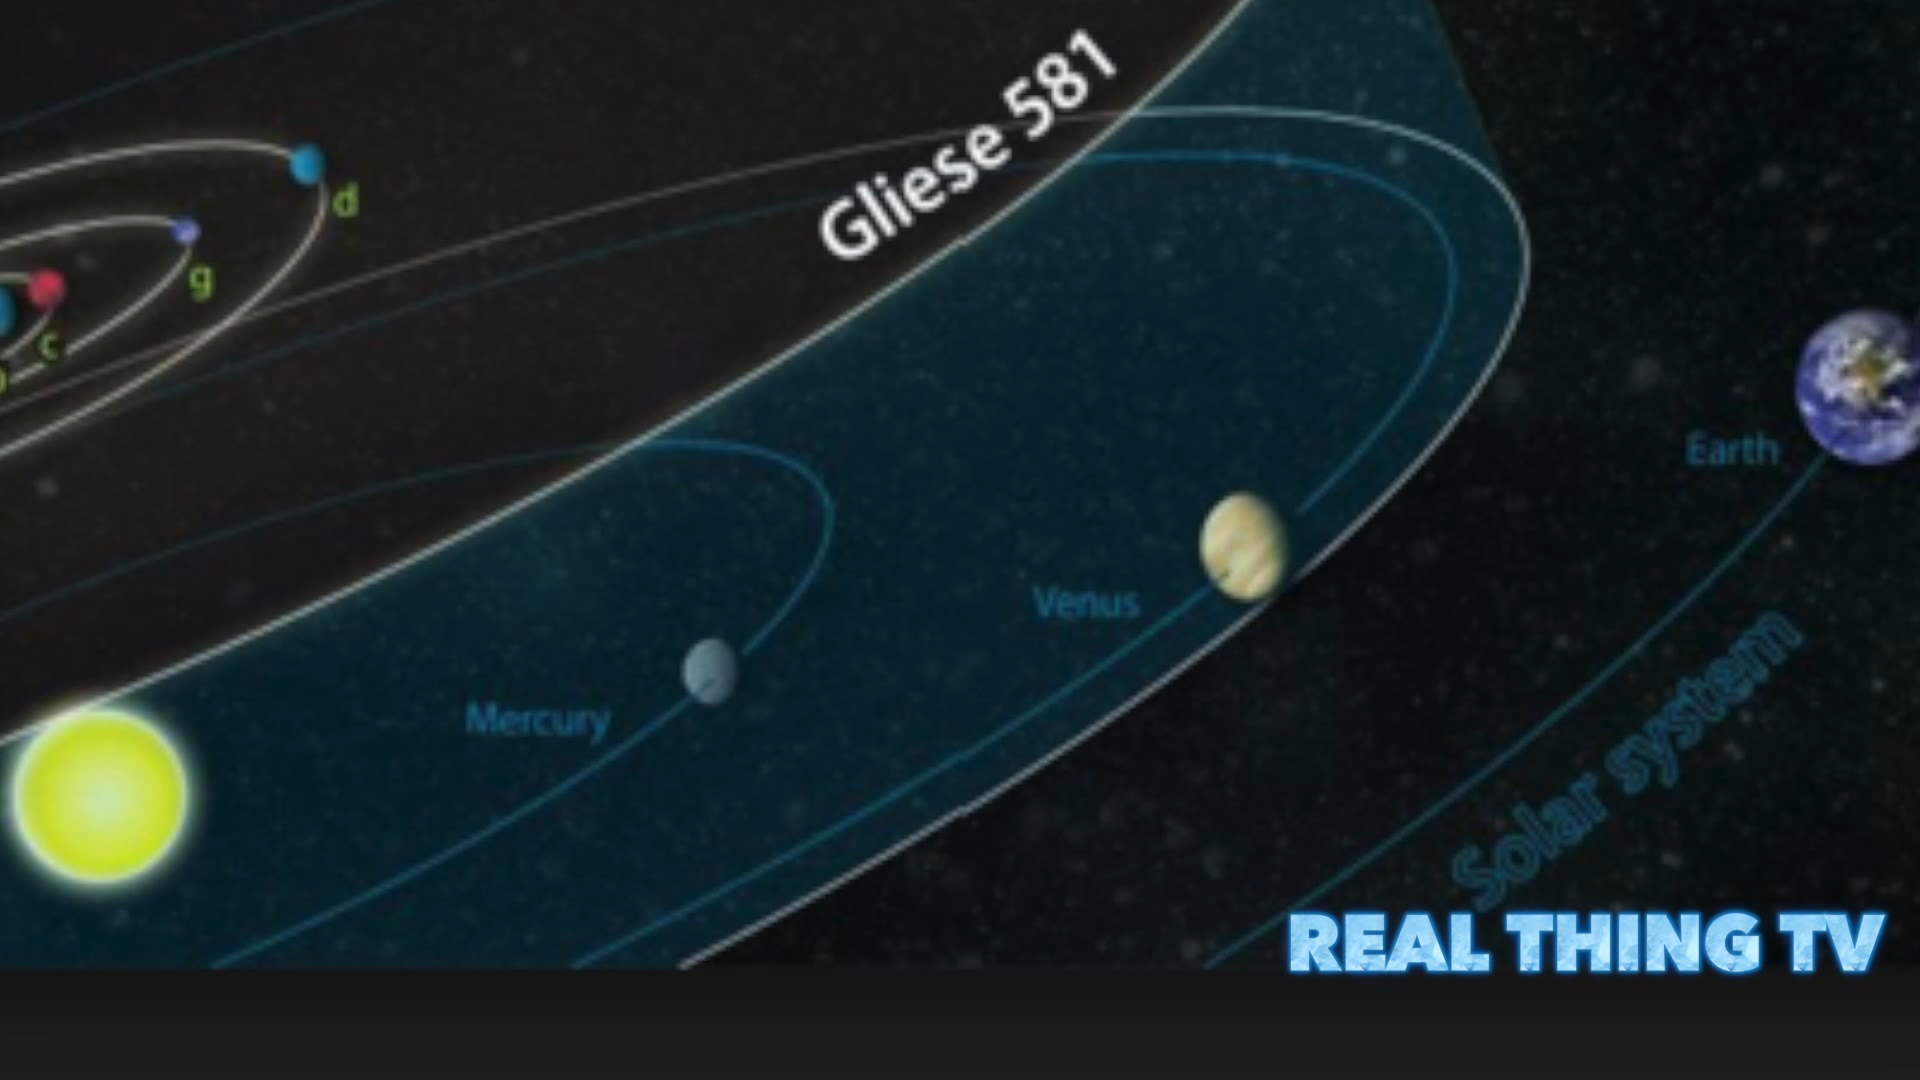 Gliese 581
d
g
c
Earth
Venus
Mercury
Solar system
REAL THING TV